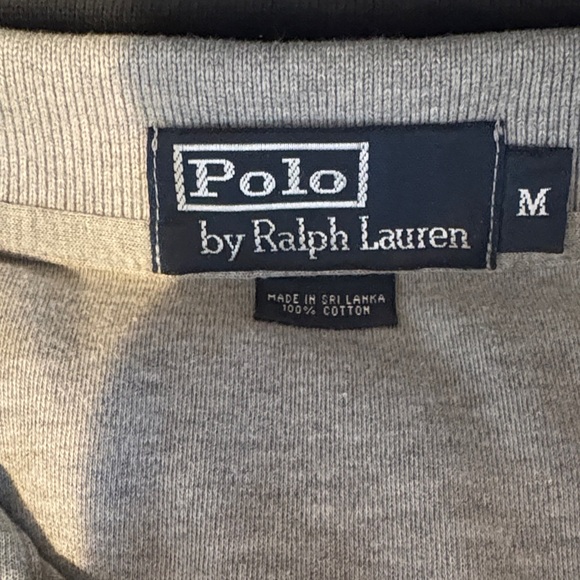 Polo
by Ralph Lauren
M
MADE IN SRI LANKA
100% COTTON